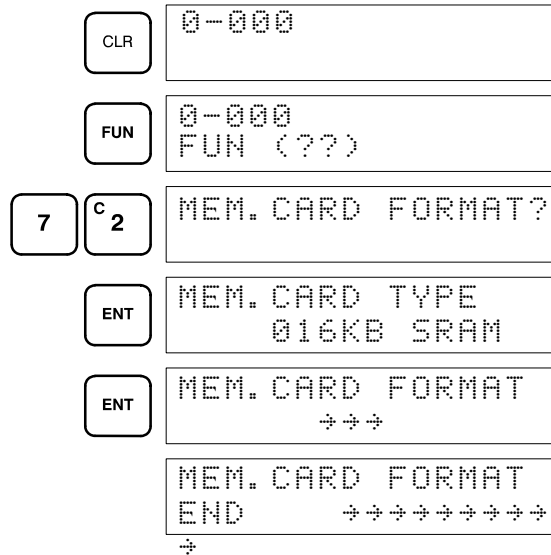 CLR
0-000
FUN
0-000
FUN (??)
7
C2
MEM.CARD FORMAT?
ENT
MEM.CARD TYPE
016KB SRAM
ENT
MEM.CARD FORMAT
→→→
MEM.CARD FORMAT
END →→→→→→→→→
→